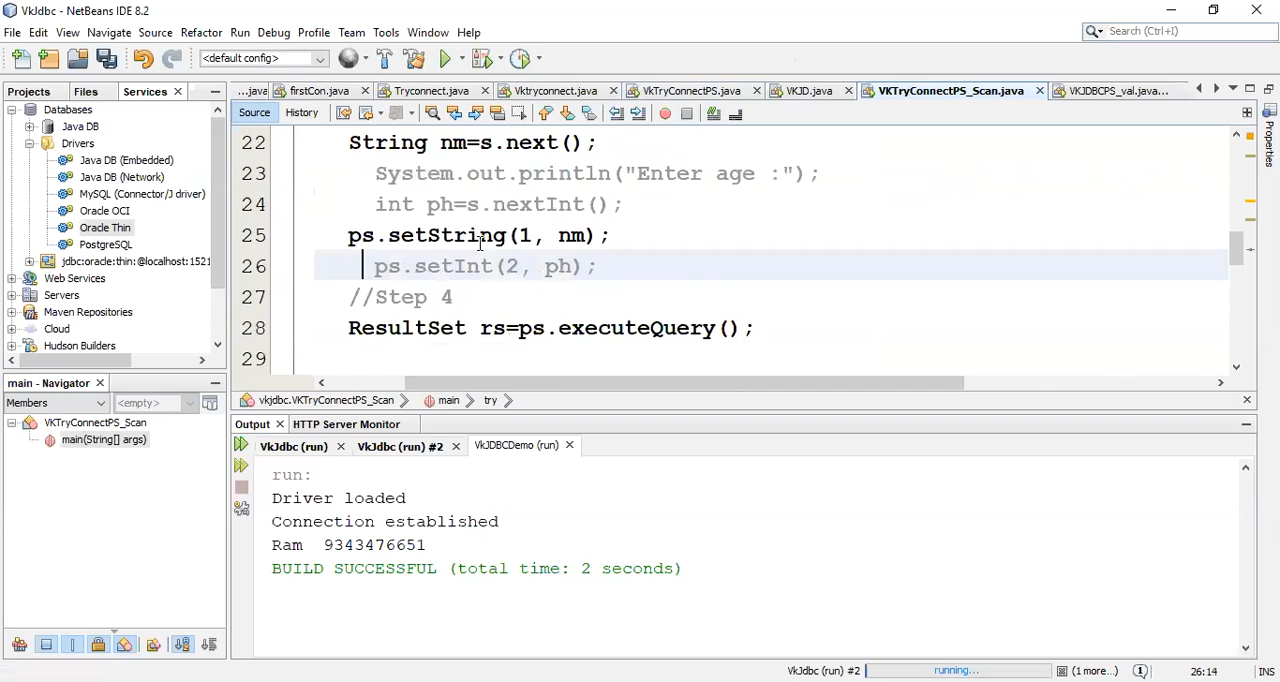 VkJdbc - NetBeans IDE 8.2
File Edit View Navigate Source Refactor Run Debug Profile Team Tools Window Help
Search (Ctrl+I)
<default config>
Projects Files Services
...java firstCon.java Tryconnect.java Vktryconnect.java VkTryConnectPS.java VKJD.java VKTryConnectPS_Scan.java VKJDBCPS_val.java...
Source History
Databases
Java DB
Drivers
Java DB (Embedded)
Java DB (Network)
MySQL (Connector/J driver)
Oracle OCI
Oracle Thin
PostgreSQL
jdbc:oracle:thin:@localhost:1521
Web Services
Servers
Maven Repositories
Cloud
Hudson Builders
22 String nm=s.next();
23 System.out.println("Enter age :");
24 int ph=s.nextInt();
25 ps.setString(1, nm);
26 ps.setInt(2, ph);
27 //Step 4
28 ResultSet rs=ps.executeQuery();
29
Properties
vkjdbc.VKTryConnectPS_Scan main try
main - Navigator
Members <empty>
VKTryConnectPS_Scan
main(String[] args)
Output HTTP Server Monitor
VkJdbc (run) VkJdbc (run) #2 VkJDBCDemo (run)
run:
Driver loaded
Connection established
Ram 9343476651
BUILD SUCCESSFUL (total time: 2 seconds)
VkJdbc (run) #2 running... (1 more...) 1 26:14 INS